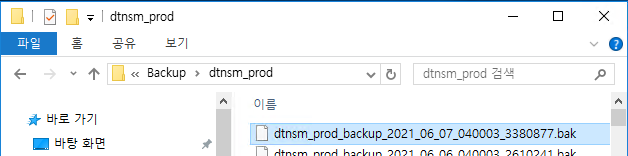 dtnsm_prod
파일 홈 공유 보기
Backup dtnsm_prod dtnsm_prod 검색
이름
바로 가기
dtnsm_prod_backup_2021_06_07_040003_3380877.bak
바탕 화면
dtnsm_prod_backup_2021_06_06_040003_2610241.bak